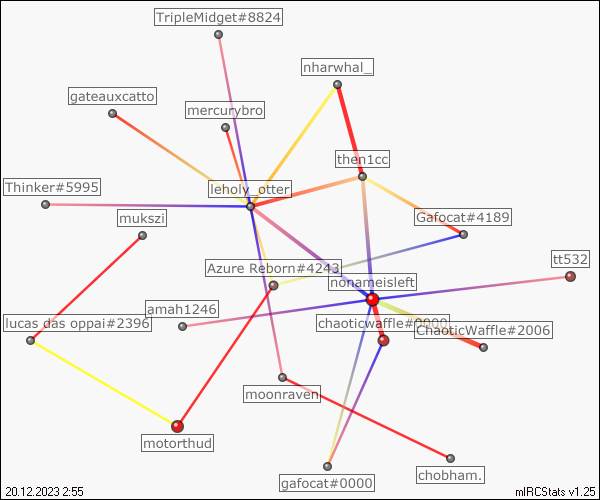 TripleMidget#8824
nharwhal_
gateauxcatto
mercurybro
then1cc
Thinker#5995
leholy_otter
mukszi
Gafocat#4189
tt532
Azure Reborn#4243
nonameisleft
amah1246
lucas das oppai#2396
chaoticwaffle#0000
ChaoticWaffle#2006
moonraven
motorthud
gafocat#0000
chobham.
20.12.2023 2:55
mIRCStats v1.25